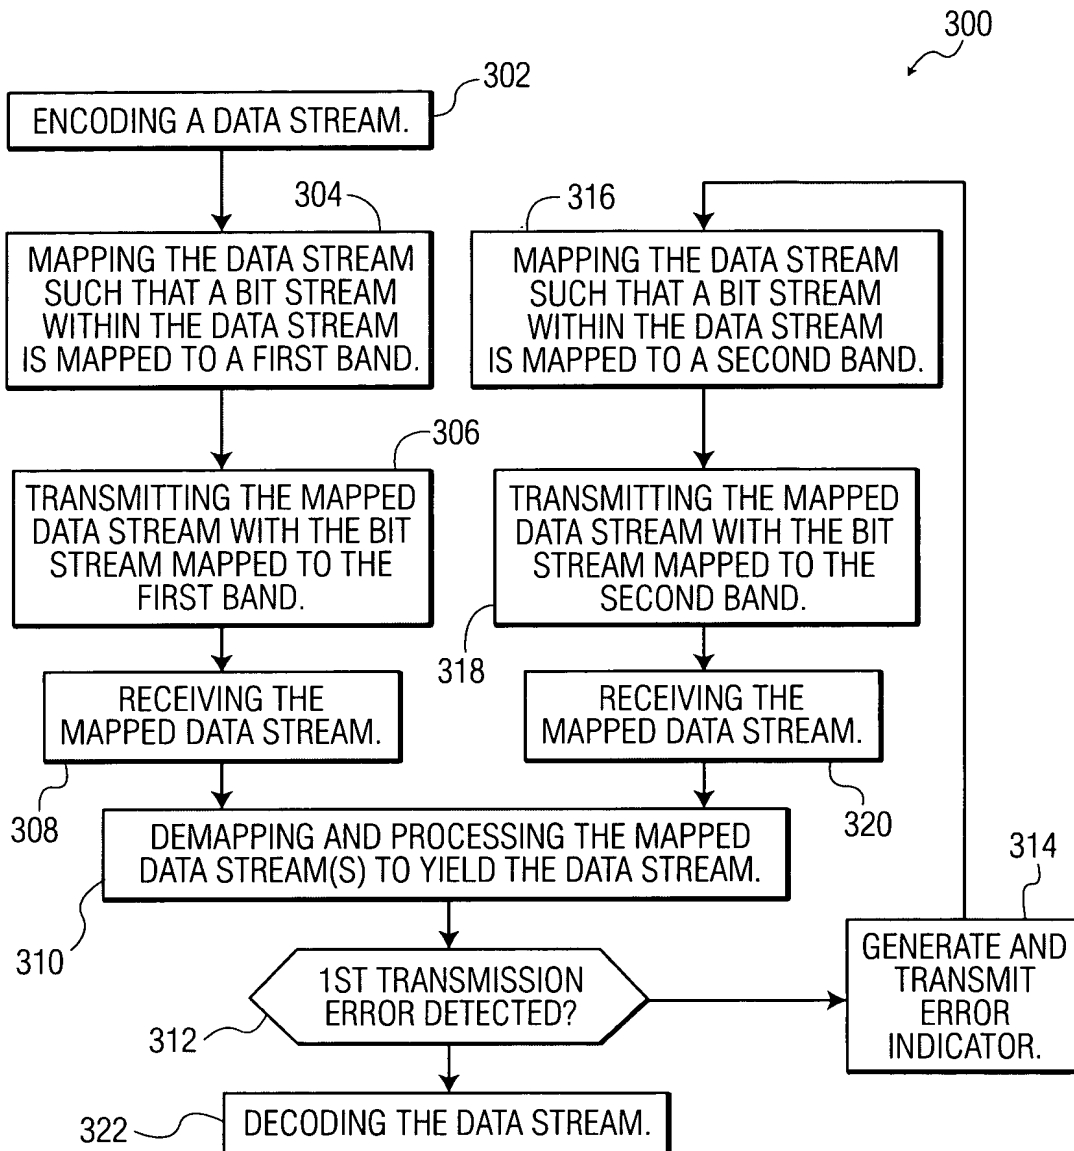 300
302
ENCODING A DATA STREAM.
304
MAPPING THE DATA STREAM
SUCH THAT A BIT STREAM
WITHIN THE DATA STREAM
IS MAPPED TO A FIRST BAND.
316
MAPPING THE DATA STREAM
SUCH THAT A BIT STREAM
WITHIN THE DATA STREAM
IS MAPPED TO A SECOND BAND.
306
TRANSMITTING THE MAPPED
DATA STREAM WITH THE BIT
STREAM MAPPED TO THE
FIRST BAND.
TRANSMITTING THE MAPPED
DATA STREAM WITH THE BIT
STREAM MAPPED TO THE
SECOND BAND.
318
RECEIVING THE
MAPPED DATA STREAM.
308
RECEIVING THE
MAPPED DATA STREAM.
320
DEMAPPING AND PROCESSING THE MAPPED
DATA STREAM(S) TO YIELD THE DATA STREAM.
310
314
GENERATE AND
TRANSMIT
ERROR
INDICATOR.
1ST TRANSMISSION
ERROR DETECTED?
312
322
DECODING THE DATA STREAM.